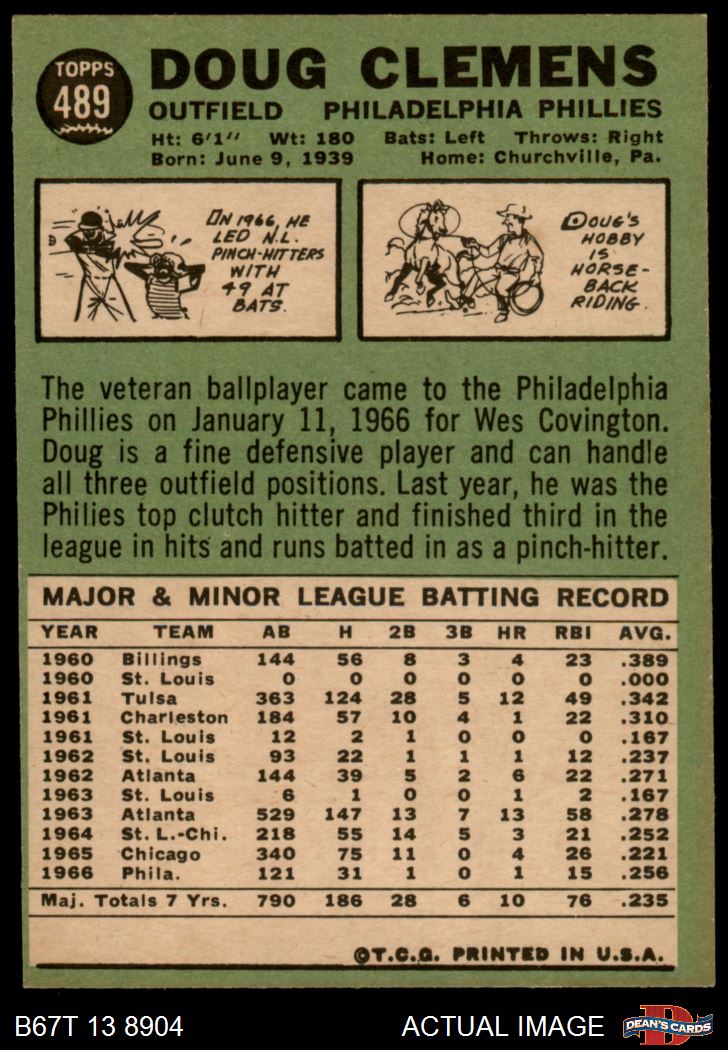 TOPPS
489
DOUG CLEMENS
OUTFIELD PHILADELPHIA PHILLIES
Ht: 6'1" Wt: 180 Bats: Left Throws: Right
Born: June 9, 1939 Home: Churchville, Pa.
ON 1966, HE
LED N.L.
PINCH-HITTERS
WITH
49 AT
BATS.
DOUG'S
HOBBY
IS
HORSE-
BACK
RIDING.
The veteran ballplayer came to the Philadelphia
Phillies on January 11, 1966 for Wes Covington.
Doug is a fine defensive player and can handle
all three outfield positions. Last year, he was the
Philies top clutch hitter and finished third in the
league in hits and runs batted in as a pinch-hitter.
MAJOR & MINOR LEAGUE BATTING RECORD
YEAR TEAM AB H 2B 3B HR RBI AVG.
1960 Billings 144 56 8 3 4 23 .389
1960 St. Louis 0 0 0 0 0 0 .000
1961 Tulsa 363 124 28 5 12 49 .342
1961 Charleston 184 57 10 4 1 22 .310
1961 St. Louis 12 2 1 0 0 0 .167
1962 St. Louis 93 22 1 1 1 12 .237
1962 Atlanta 144 39 5 2 6 22 .271
1963 St. Louis 6 1 0 0 1 2 .167
1963 Atlanta 529 147 13 7 13 58 .278
1964 St. L.-Chi. 218 55 14 5 3 21 .252
1965 Chicago 340 75 11 0 4 26 .221
1966 Phila. 121 31 1 0 1 15 .256
Maj. Totals 7 Yrs. 790 186 28 6 10 76 .235
©T.C.G. PRINTED IN U.S.A.
B67T 13 8904 ACTUAL IMAGE
D
DEAN'S CARDS